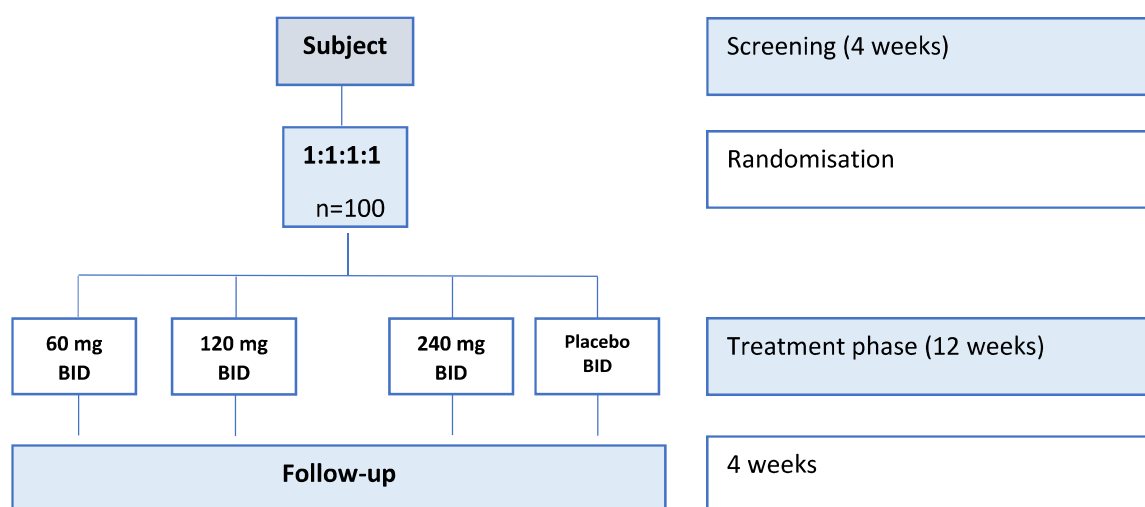 Subject
Screening (4 weeks)
1:1:1:1
n=100
Randomisation
60 mg
BID
120 mg
BID
240 mg
BID
Placebo
BID
Treatment phase (12 weeks)
Follow-up
4 weeks